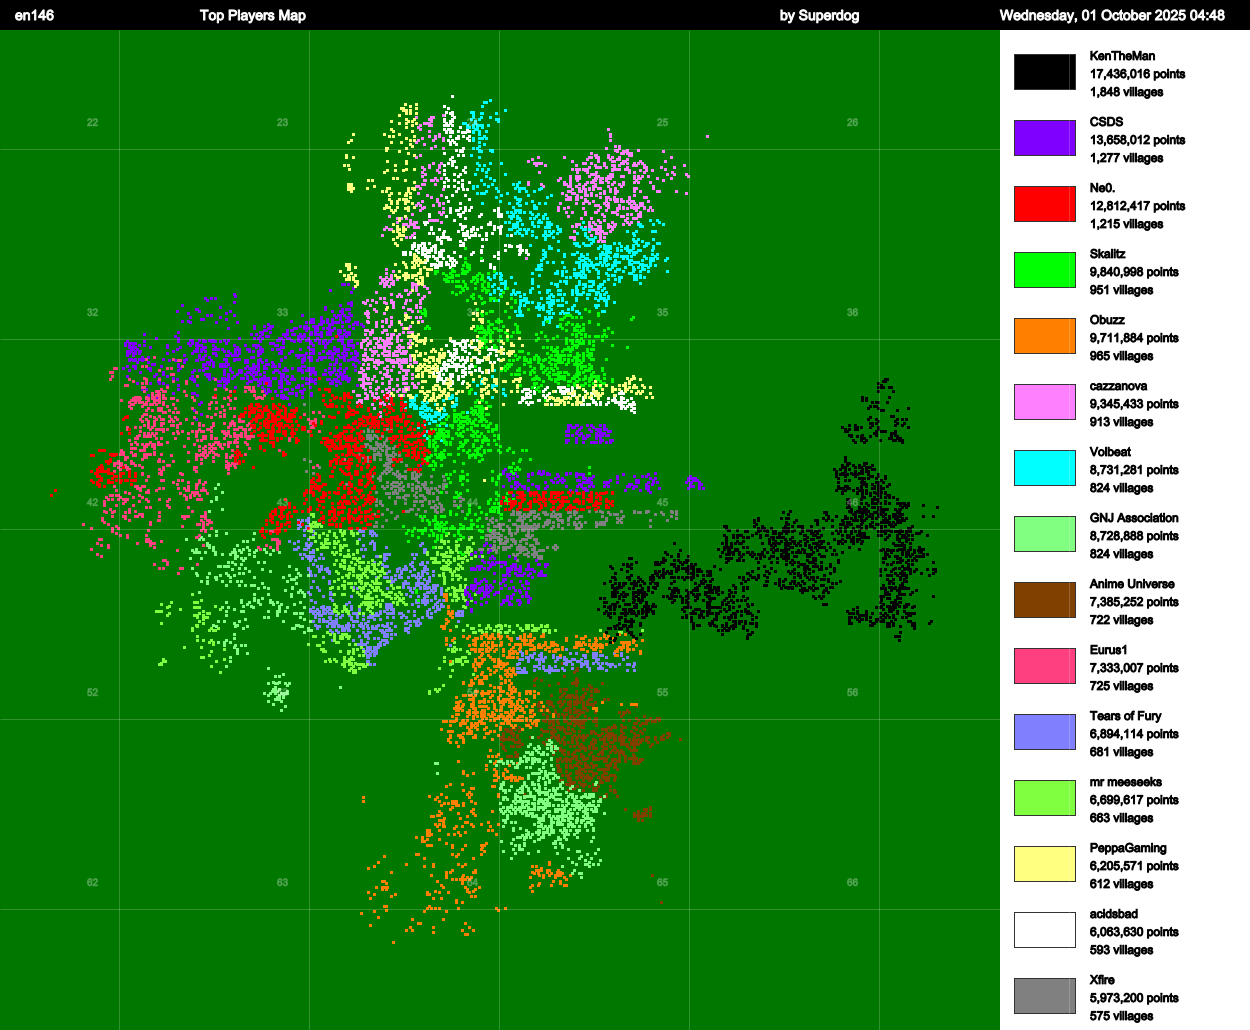 en146 Top Players Map by Superdog Wednesday, 01 October 2025 04:48
KenTheMan
17,436,016 points
1,848 villages
CSDS
13,658,012 points
1,277 villages
Ne0.
12,812,417 points
1,215 villages
Skalitz
9,840,998 points
951 villages
Obuzz
9,711,884 points
965 villages
cazzanova
9,345,433 points
913 villages
Volbeat
8,731,281 points
824 villages
GNJ Association
8,728,888 points
824 villages
Anime Universe
7,385,252 points
722 villages
Eurus1
7,333,007 points
725 villages
Tears of Fury
6,894,114 points
681 villages
mr meeseeks
6,699,617 points
663 villages
PeppaGaming
6,205,571 points
612 villages
acidsbad
6,063,630 points
593 villages
Xfire
5,973,200 points
575 villages
22 23 25 26
32 33 35 36
42 43 44 45
52 55 56
62 63 64 65 66